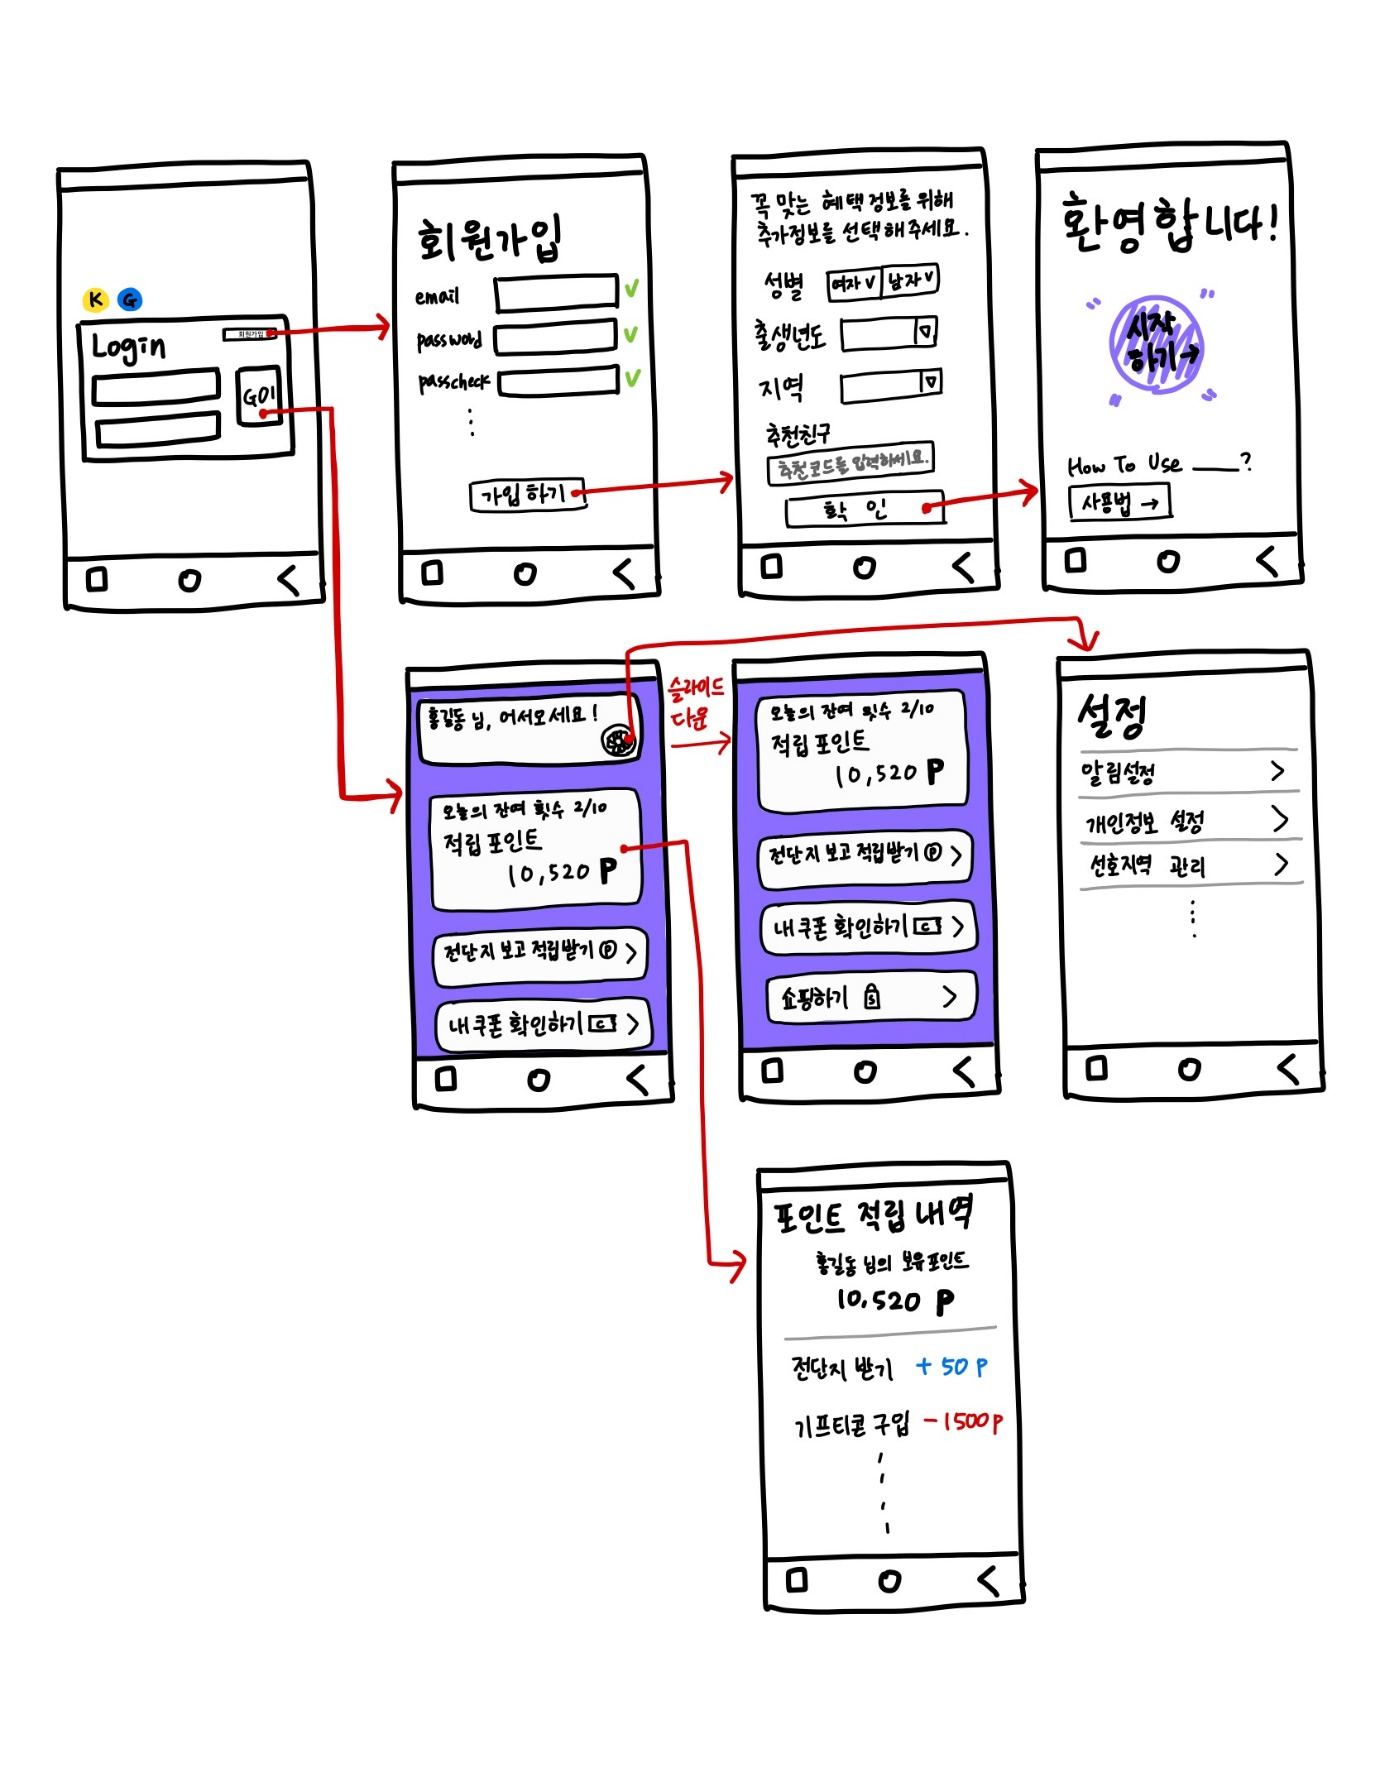 K G
Login 회원가입
GO!
회원가입
email
password
passcheck
가입하기
꼭 맞는 혜택정보를 위해
추가정보를 선택해주세요.
성별 여자 남자
출생년도
지역
추천친구
추천코드를 입력하세요.
확인
환영합니다!
시작
하기→
How To Use ____?
사용법 →
홍길동 님, 어서오세요!
오늘의 잔여 횟수 2/10
적립 포인트
10,520 P
전단지 보고 적립받기 P >
내 쿠폰 확인하기 C >
슬라이드
다운
오늘의 잔여 횟수 2/10
적립 포인트
10,520 P
전단지 보고 적립받기 P >
내 쿠폰 확인하기 C >
쇼핑하기 S >
설정
알림설정 >
개인정보 설정 >
선호지역 관리 >
포인트 적립 내역
홍길동 님의 보유포인트
10,520 P
전단지 받기 + 50 P
기프티콘 구입 - 1500 P